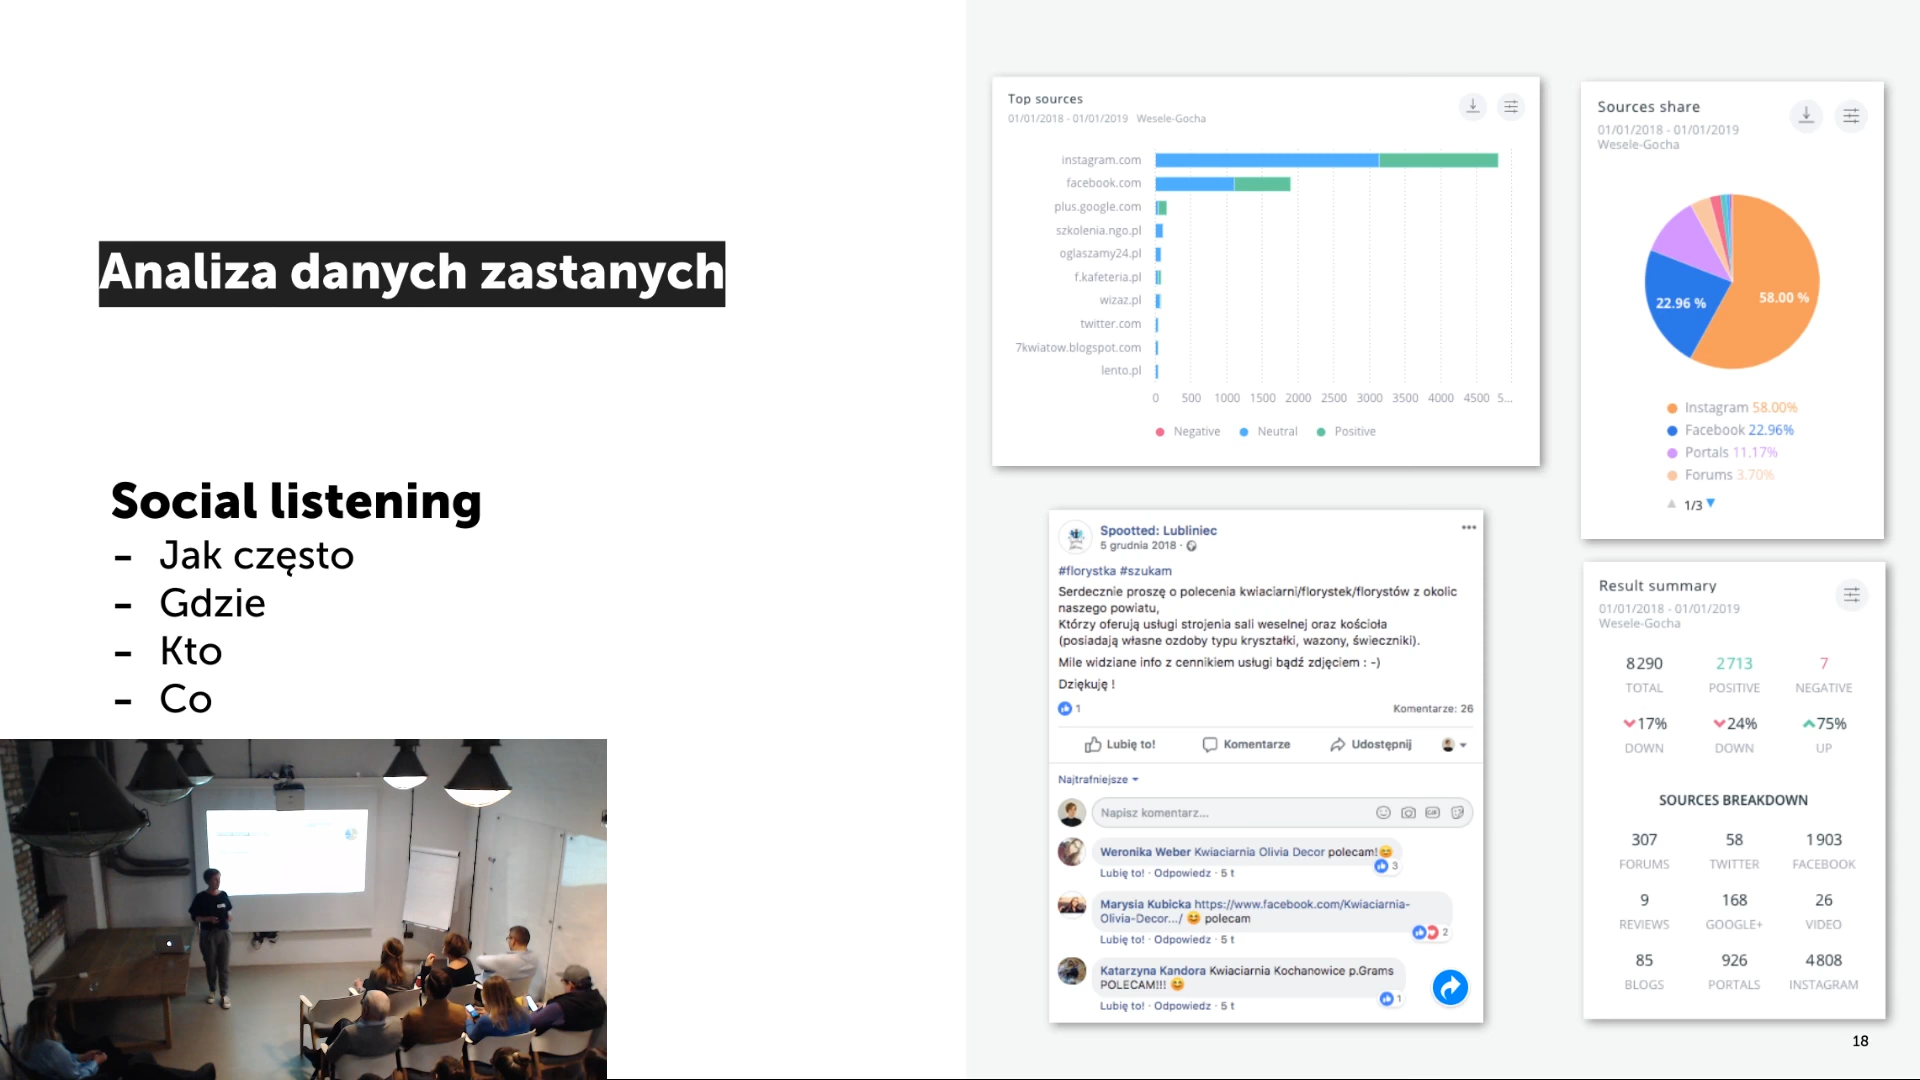 Analiza danych zastanych
Social listening
- Jak często
- Gdzie
- Kto
- Co
Top sources
01/01/2018 - 01/01/2019 Wesele-Gocha
instagram.com
facebook.com
plus.google.com
szkolenia.ngo.pl
oglaszamy24.pl
f.kafeteria.pl
wizaz.pl
twitter.com
7kwiatow.blogspot.com
lento.pl
0 500 1000 1500 2000 2500 3000 3500 4000 4500 5...
Negative Neutral Positive
Sources share
01/01/2018 - 01/01/2019
Wesele-Gocha
22.96 %
58.00 %
Instagram 58.00%
Facebook 22.96%
Portals 11.17%
Forums 3.70%
1/3
Spootted: Lubliniec
5 grudnia 2018
#florystka #szukam
Serdecznie proszę o polecenia kwiaciarni/florystek/florystów z okolic
naszego powiatu,
Którzy oferują usługi strojenia sali weselnej oraz kościoła
(posiadają własne ozdoby typu kryształki, wazony, świeczniki).
Mile widziane info z cennikiem usługi bądź zdjęciem : -)
Dziękuję !
1 Komentarze: 26
Lubię to! Komentarze Udostępnij
Najtrafniejsze
Napisz komentarz...
GIF
Weronika Weber Kwiaciarnia Olivia Decor polecam!😊
3
Lubię to! · Odpowiedz · 5 t
Marysia Kubicka https://www.facebook.com/Kwiaciarnia-
Olivia-Decor.../ 😊 polecam
2
Lubię to! · Odpowiedz · 5 t
Katarzyna Kandora Kwiaciarnia Kochanowice p.Grams
POLECAM!!! 😊
1
Lubię to! · Odpowiedz · 5 t
Result summary
01/01/2018 - 01/01/2019
Wesele-Gocha
8290 2713 7
TOTAL POSITIVE NEGATIVE
17% 24% 75%
DOWN DOWN UP
SOURCES BREAKDOWN
307 58 1903
FORUMS TWITTER FACEBOOK
9 168 26
REVIEWS GOOGLE+ VIDEO
85 926 4808
BLOGS PORTALS INSTAGRAM
18